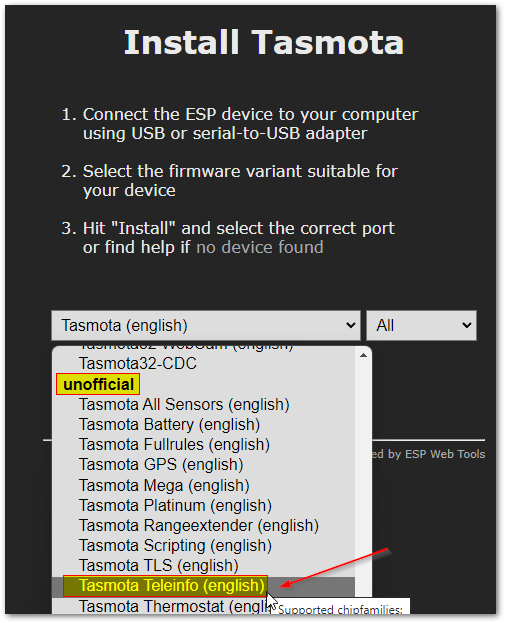 Install Tasmota
1. Connect the ESP device to your computer
using USB or serial-to-USB adapter
2. Select the firmware variant suitable for
your device
3. Hit "Install" and select the correct port
or find help if no device found
Tasmota (english) All
Tasmota32-WebCam (english)
Tasmota32-CDC
unofficial
Tasmota All Sensors (english)
Tasmota Battery (english)
Tasmota Fullrules (english)
Tasmota GPS (english)
ed by ESP Web Tools
Tasmota Mega (english)
Tasmota Platinum (english)
Tasmota Rangeextender (english)
Tasmota Scripting (english)
Tasmota TLS (english)
Tasmota Teleinfo (english)
Tasmota Thermostat (engli
Supported chipfamilies: